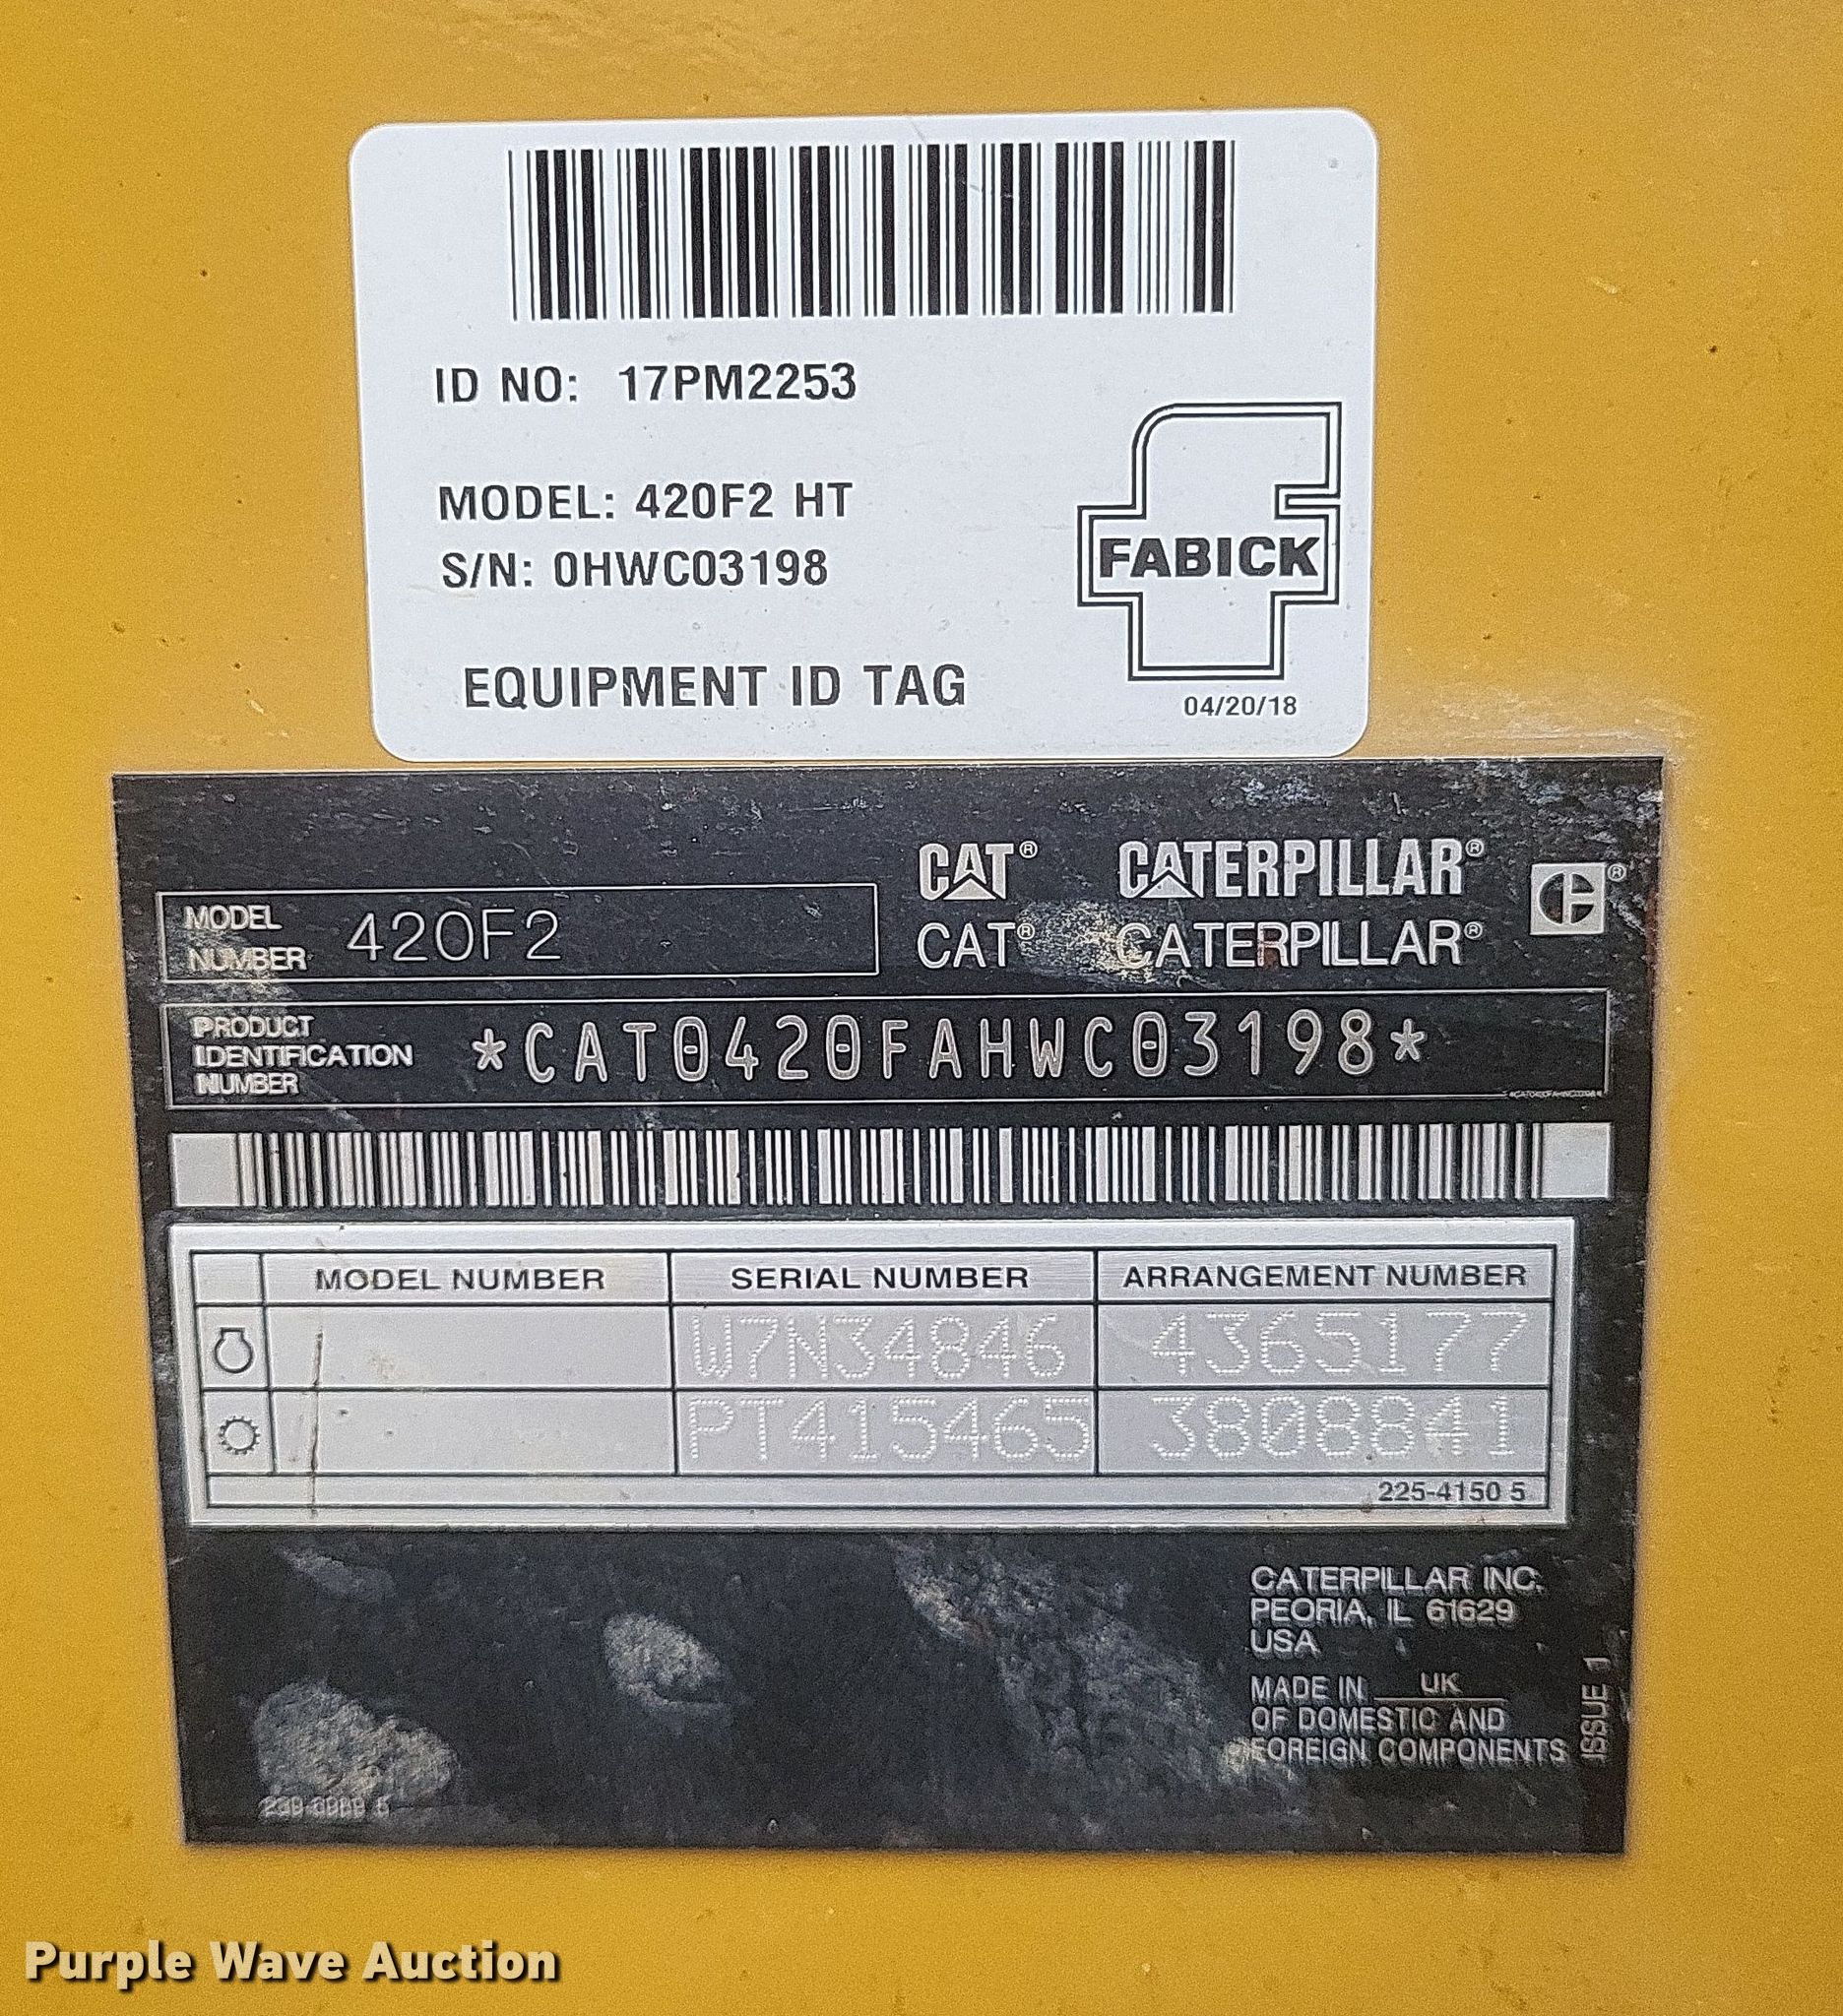 ID NO: 17PM2253
MODEL: 420F2 HT
S/N: 0HWC03198
FABICK
EQUIPMENT ID TAG
04/20/18
CAT® CATERPILLAR® ®
MODEL NUMBER 420F2
CAT® CATERPILLAR®
PRODUCT IDENTIFICATION NUMBER *CAT0420FAHWC03198*
MODEL NUMBER SERIAL NUMBER ARRANGEMENT NUMBER
W7N34846 4365177
PT415465 3808841
225-4150 5
CATERPILLAR INC.
PEORIA, IL 61629
USA
MADE IN UK
OF DOMESTIC AND
FOREIGN COMPONENTS
ISSUE 1
Purple Wave Auction